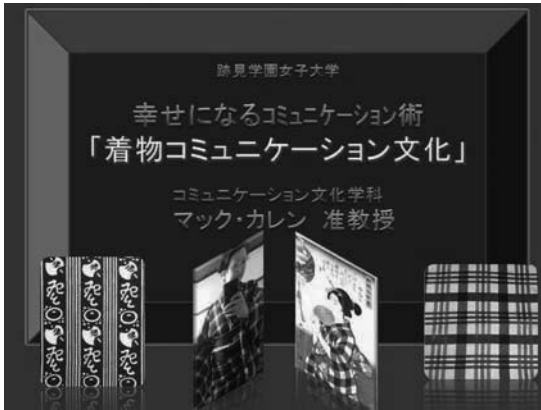 跡見学園女子大学
幸せになるコミュニケーション術
「着物コミュニケーション文化」
コミュニケーション文化学科
マック・カレン 准教授